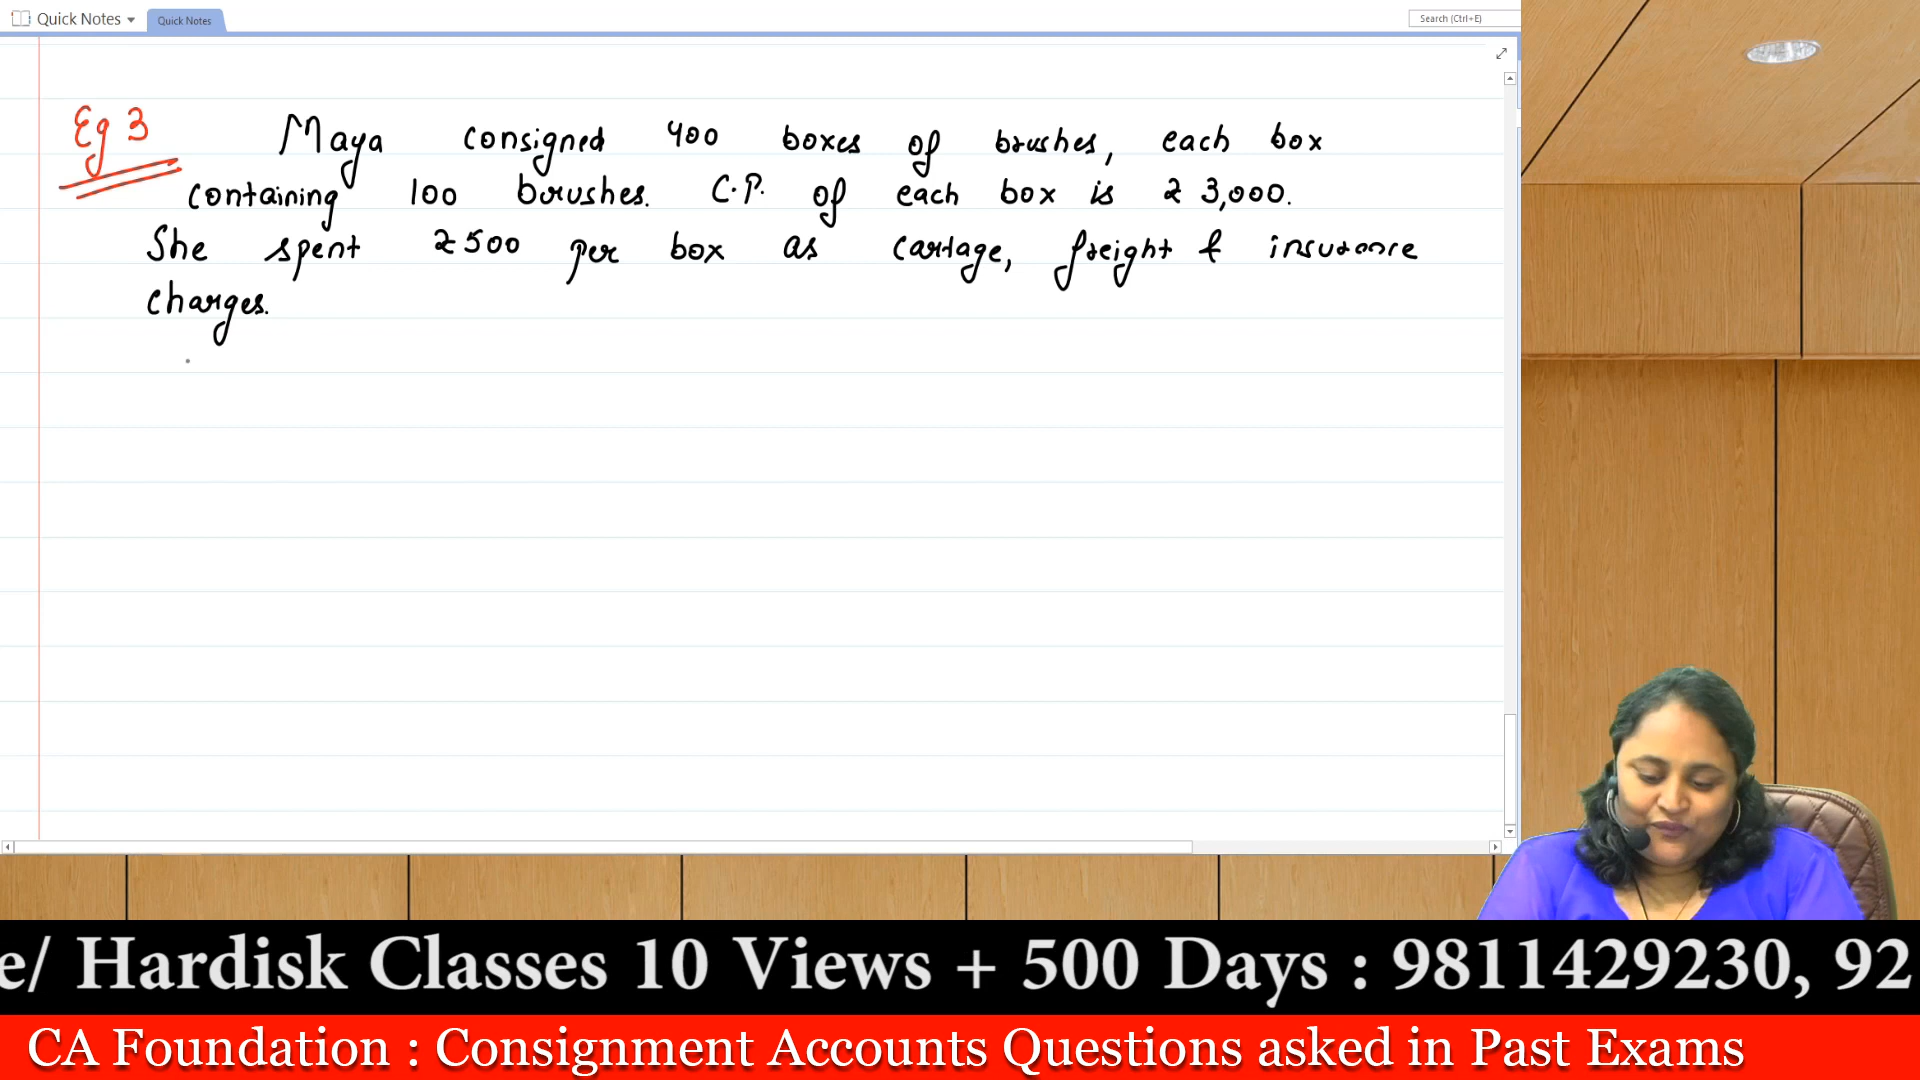 Quick Notes
Quick Notes
Search (Ctrl+E)
Eg 3 Maya consigned 400 boxes of brushes, each box
containing 100 brushes. C.P. of each box is ₹ 3,000.
She spent ₹500 per box as cartage, freight & insurance
charges.
e/ Hardisk Classes 10 Views + 500 Days : 9811429230, 92
CA Foundation : Consignment Accounts Questions asked in Past Exams